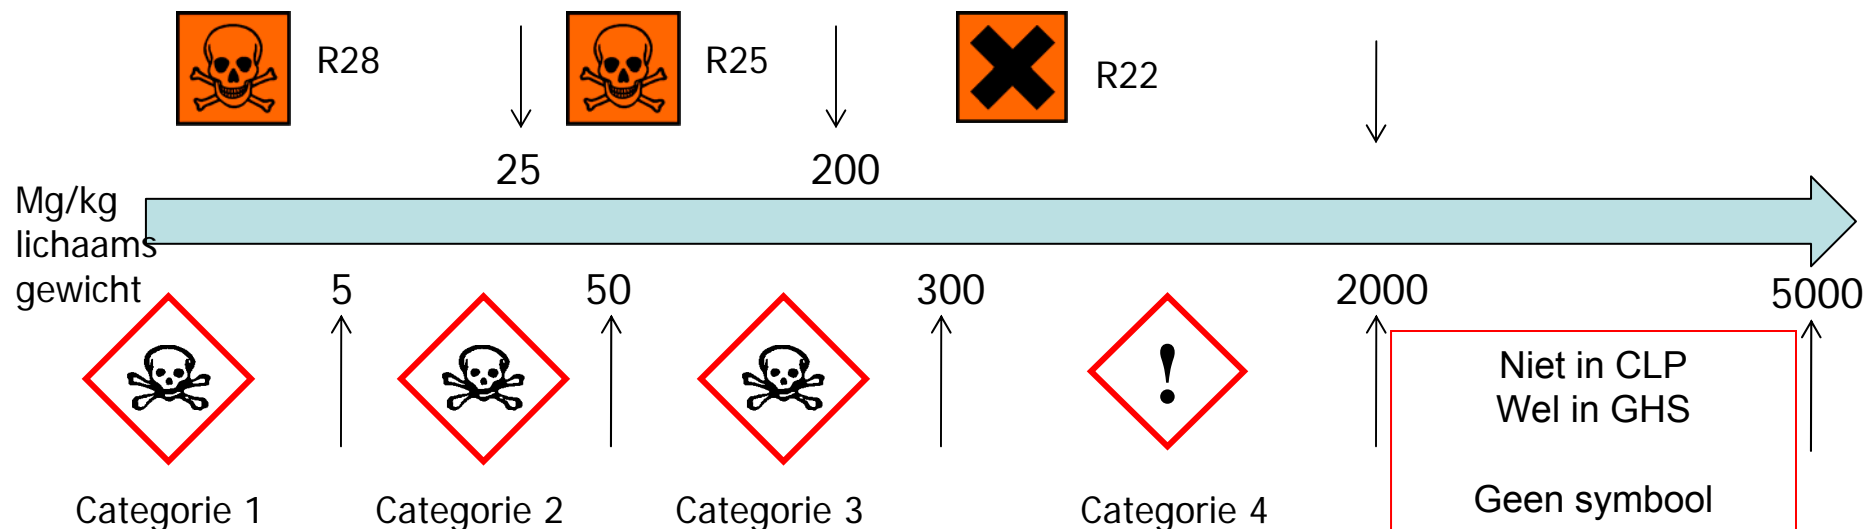 R28
R25
R22
25
200
Mg/kg
lichaams
gewicht
5
50
300
2000
5000
!
Niet in CLP
Wel in GHS
Geen symbool
Categorie 1
Categorie 2
Categorie 3
Categorie 4